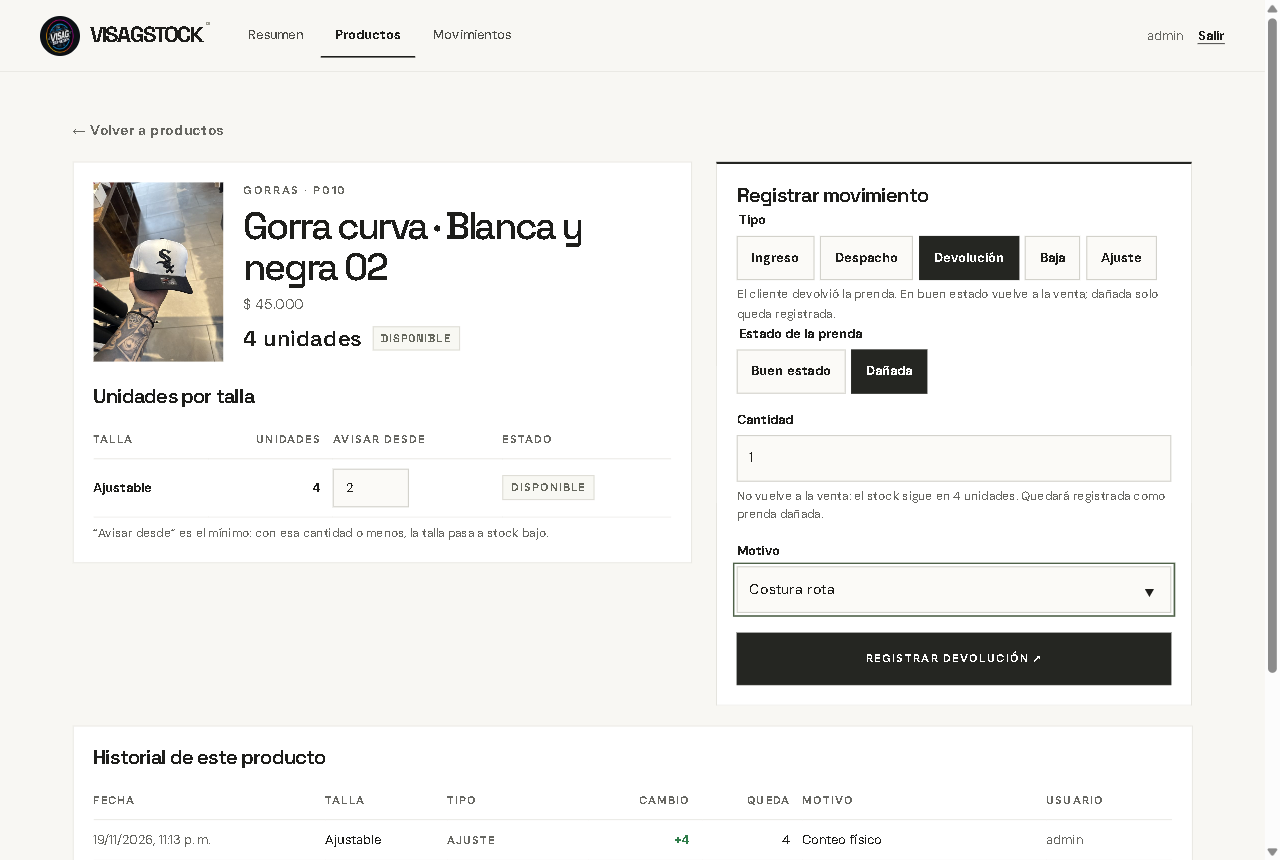 VISAGSTOCK
Resumen
Productos
Movimientos
admin
Salir
← Volver a productos
GORRAS · P010
Gorra curva · Blanca y
negra 02
$ 45.000
4 unidades
DISPONIBLE
Unidades por talla
TALLA
UNIDADES
AVISAR DESDE
ESTADO
Ajustable
4
2
DISPONIBLE
"Avisar desde" es el mínimo: con esa cantidad o menos, la talla pasa a stock bajo.
Registrar movimiento
Tipo
Ingreso
Despacho
Devolución
Baja
Ajuste
El cliente devolvió la prenda. En buen estado vuelve a la venta; dañada solo
queda registrada.
Estado de la prenda
Buen estado
Dañada
Cantidad
1
No vuelve a la venta: el stock sigue en 4 unidades. Quedará registrada como
prenda dañada.
Motivo
Costura rota
REGISTRAR DEVOLUCIÓN ↗
Historial de este producto
FECHA
TALLA
TIPO
CAMBIO
QUEDA
MOTIVO
USUARIO
19/11/2026, 11:13 p. m.
Ajustable
AJUSTE
+4
4
Conteo físico
admin